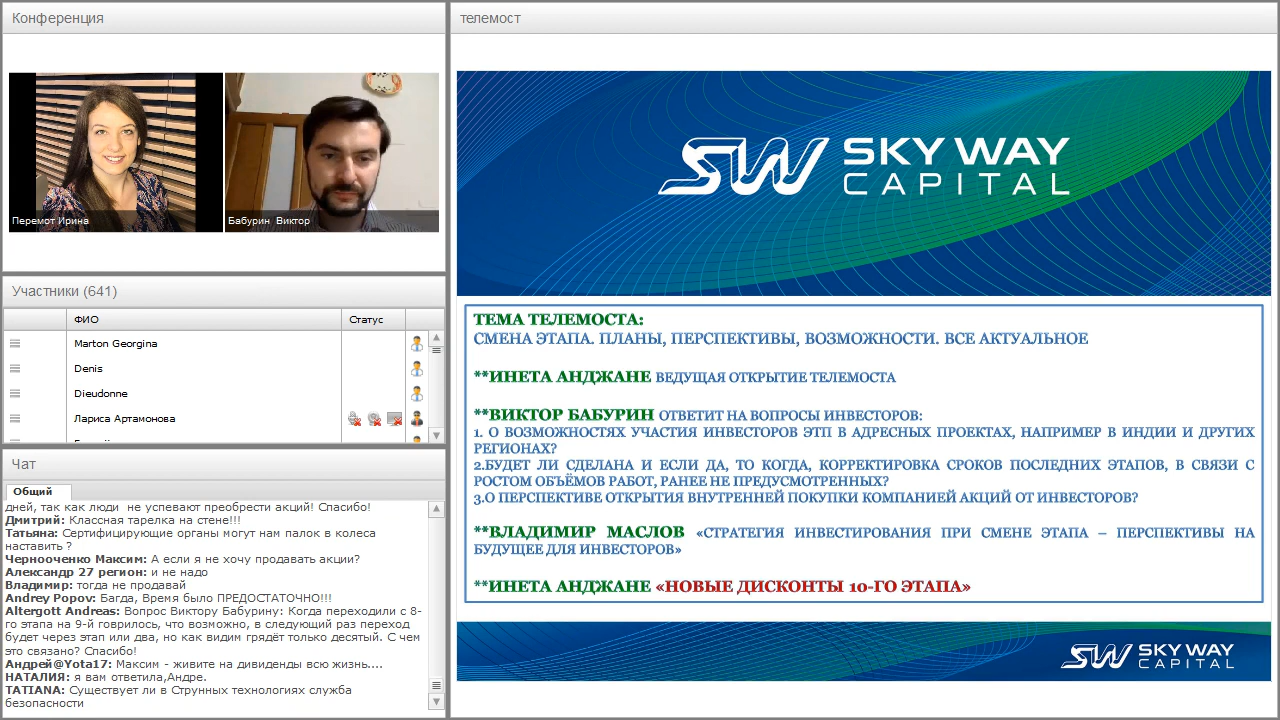 Конференция
Перемот Ирина
Бабурин Виктор
Участники (641)
ФИО
Статус
Marton Georgina
Denis
Dieudonne
Лариса Артамонова
Чат
Общий
дней, так как люди не успевают преобрести акций! Спасибо!
Дмитрий: Классная тарелка на стене!!!
Татьяна: Сертифицирующие органы могут нам палок в колеса
наставить ?
Чернооченко Максим: А если я не хочу продавать акции?
Александр 27 регион: и не надо
Владимир: тогда не продавай
Andrey Popov: Багда, Время было ПРЕДОСТАТОЧНО!!!
Altergott Andreas: Вопрос Виктору Бабурину: Когда переходили с 8-
го этапа на 9-й говрилось, что возможно, в следующий раз переход
будет через этап или два, но как видим грядёт только десятый. С чем
это связано? Спасибо!
Андрей@Yota17: Максим - живите на дивиденды всю жизнь....
НАТАЛИЯ: я вам ответила,Андре.
TATIANA: Существует ли в струнных технологиях служба
безопасности
телемост
SW SKY WAY
CAPITAL
ТЕМА ТЕЛЕМОСТА:
СМЕНА ЭТАПА. ПЛАНЫ, ПЕРСПЕКТИВЫ, ВОЗМОЖНОСТИ. ВСЕ АКТУАЛЬНОЕ
**ИНЕТА АНДЖАНЕ ВЕДУЩАЯ ОТКРЫТИЕ ТЕЛЕМОСТА
**ВИКТОР БАБУРИН ОТВЕТИТ НА ВОПРОСЫ ИНВЕСТОРОВ:
1. О ВОЗМОЖНОСТЯХ УЧАСТИЯ ИНВЕСТОРОВ ЭТП В АДРЕСНЫХ ПРОЕКТАХ, НАПРИМЕР В ИНДИИ И ДРУГИХ
РЕГИОНАХ?
2.БУДЕТ ЛИ СДЕЛАНА И ЕСЛИ ДА, ТО КОГДА, КОРРЕКТИРОВКА СРОКОВ ПОСЛЕДНИХ ЭТАПОВ, В СВЯЗИ С
РОСТОМ ОБЪЁМОВ РАБОТ, РАНЕЕ НЕ ПРЕДУСМОТРЕННЫХ?
3.О ПЕРСПЕКТИВЕ ОТКРЫТИЯ ВНУТРЕННЕЙ ПОКУПКИ КОМПАНИЕЙ АКЦИЙ ОТ ИНВЕСТОРОВ?
**ВЛАДИМИР МАСЛОВ «СТРАТЕГИЯ ИНВЕСТИРОВАНИЯ ПРИ СМЕНЕ ЭТАПА – ПЕРСПЕКТИВЫ НА
БУДУЩЕЕ ДЛЯ ИНВЕСТОРОВ»
**ИНЕТА АНДЖАНЕ «НОВЫЕ ДИСКОНТЫ 10-ГО ЭТАПА»
SW SKY WAY
CAPITAL